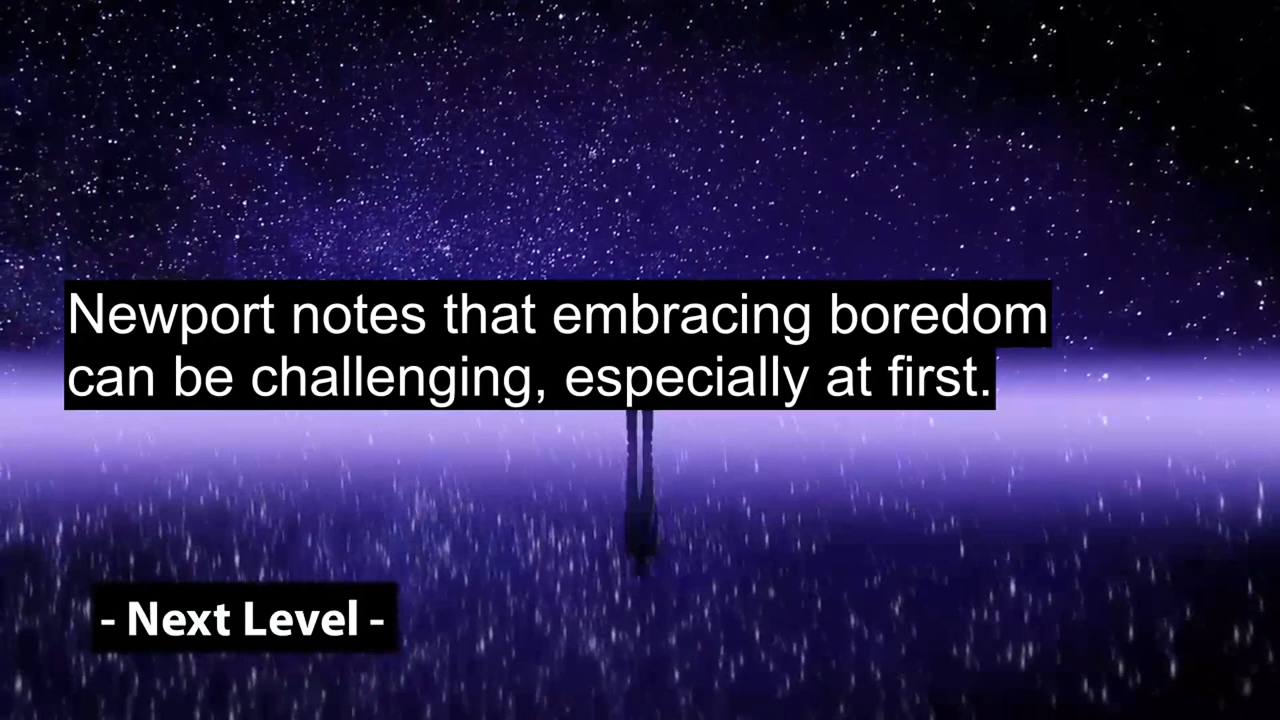 Newport notes that embracing boredom
can be challenging, especially at first.
- Next Level -